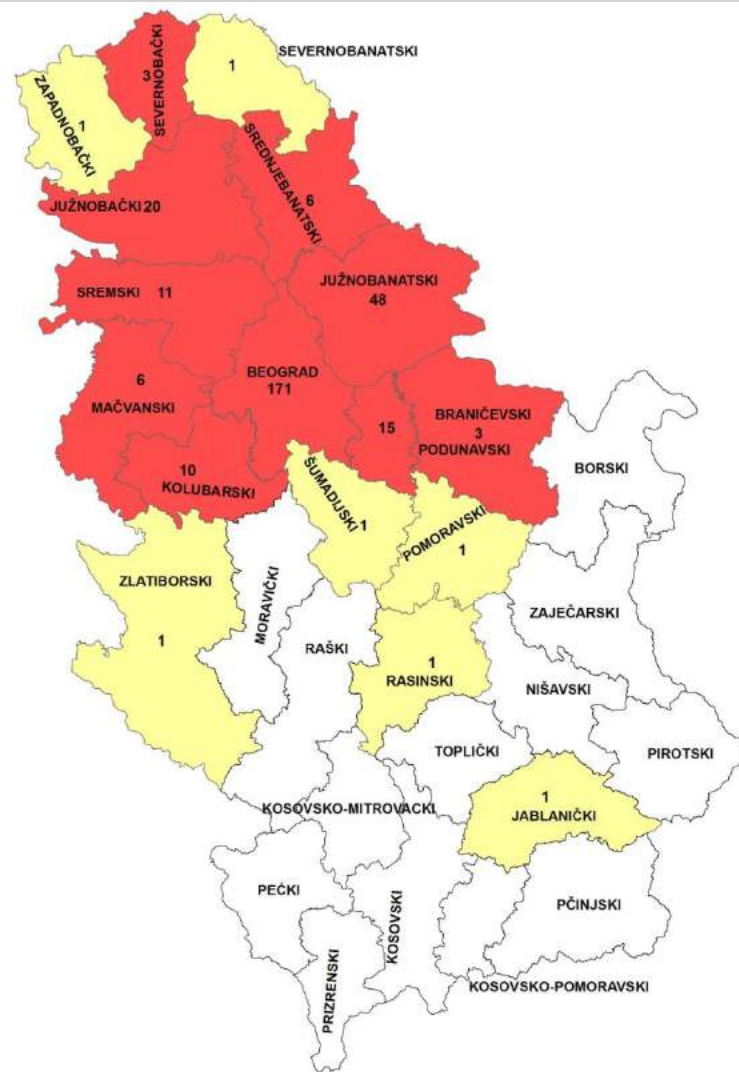 SEVERNOBANATSKI
3
SEVERNOBAČKI
1
ZAPADNOBAČKI
1
SREDNJEBANATSKI
6
JUŽNOBAČKI 20
JUŽNOBANATSKI
48
SREMSKI 11
BEOGRAD
171
6
MAČVANSKI
15
BRANIČEVSKI
3
PODUNAVSKI
10
KOLUBARSKI
BORSKI
ŠUMADIJSKI
1
POMORAVSKI
1
ZLATIBORSKI
1
MORAVIČKI
RAŠKI
ZAJEČARSKI
1
RASINSKI
NIŠAVSKI
TOPLIČKI
PIROTSKI
KOSOVSKO-MITROVACKI
1
JABLANIČKI
PEĆKI
KOSOVSKI
PČINJSKI
PRIZRENSKI
KOSOVSKO-POMORAVSKI